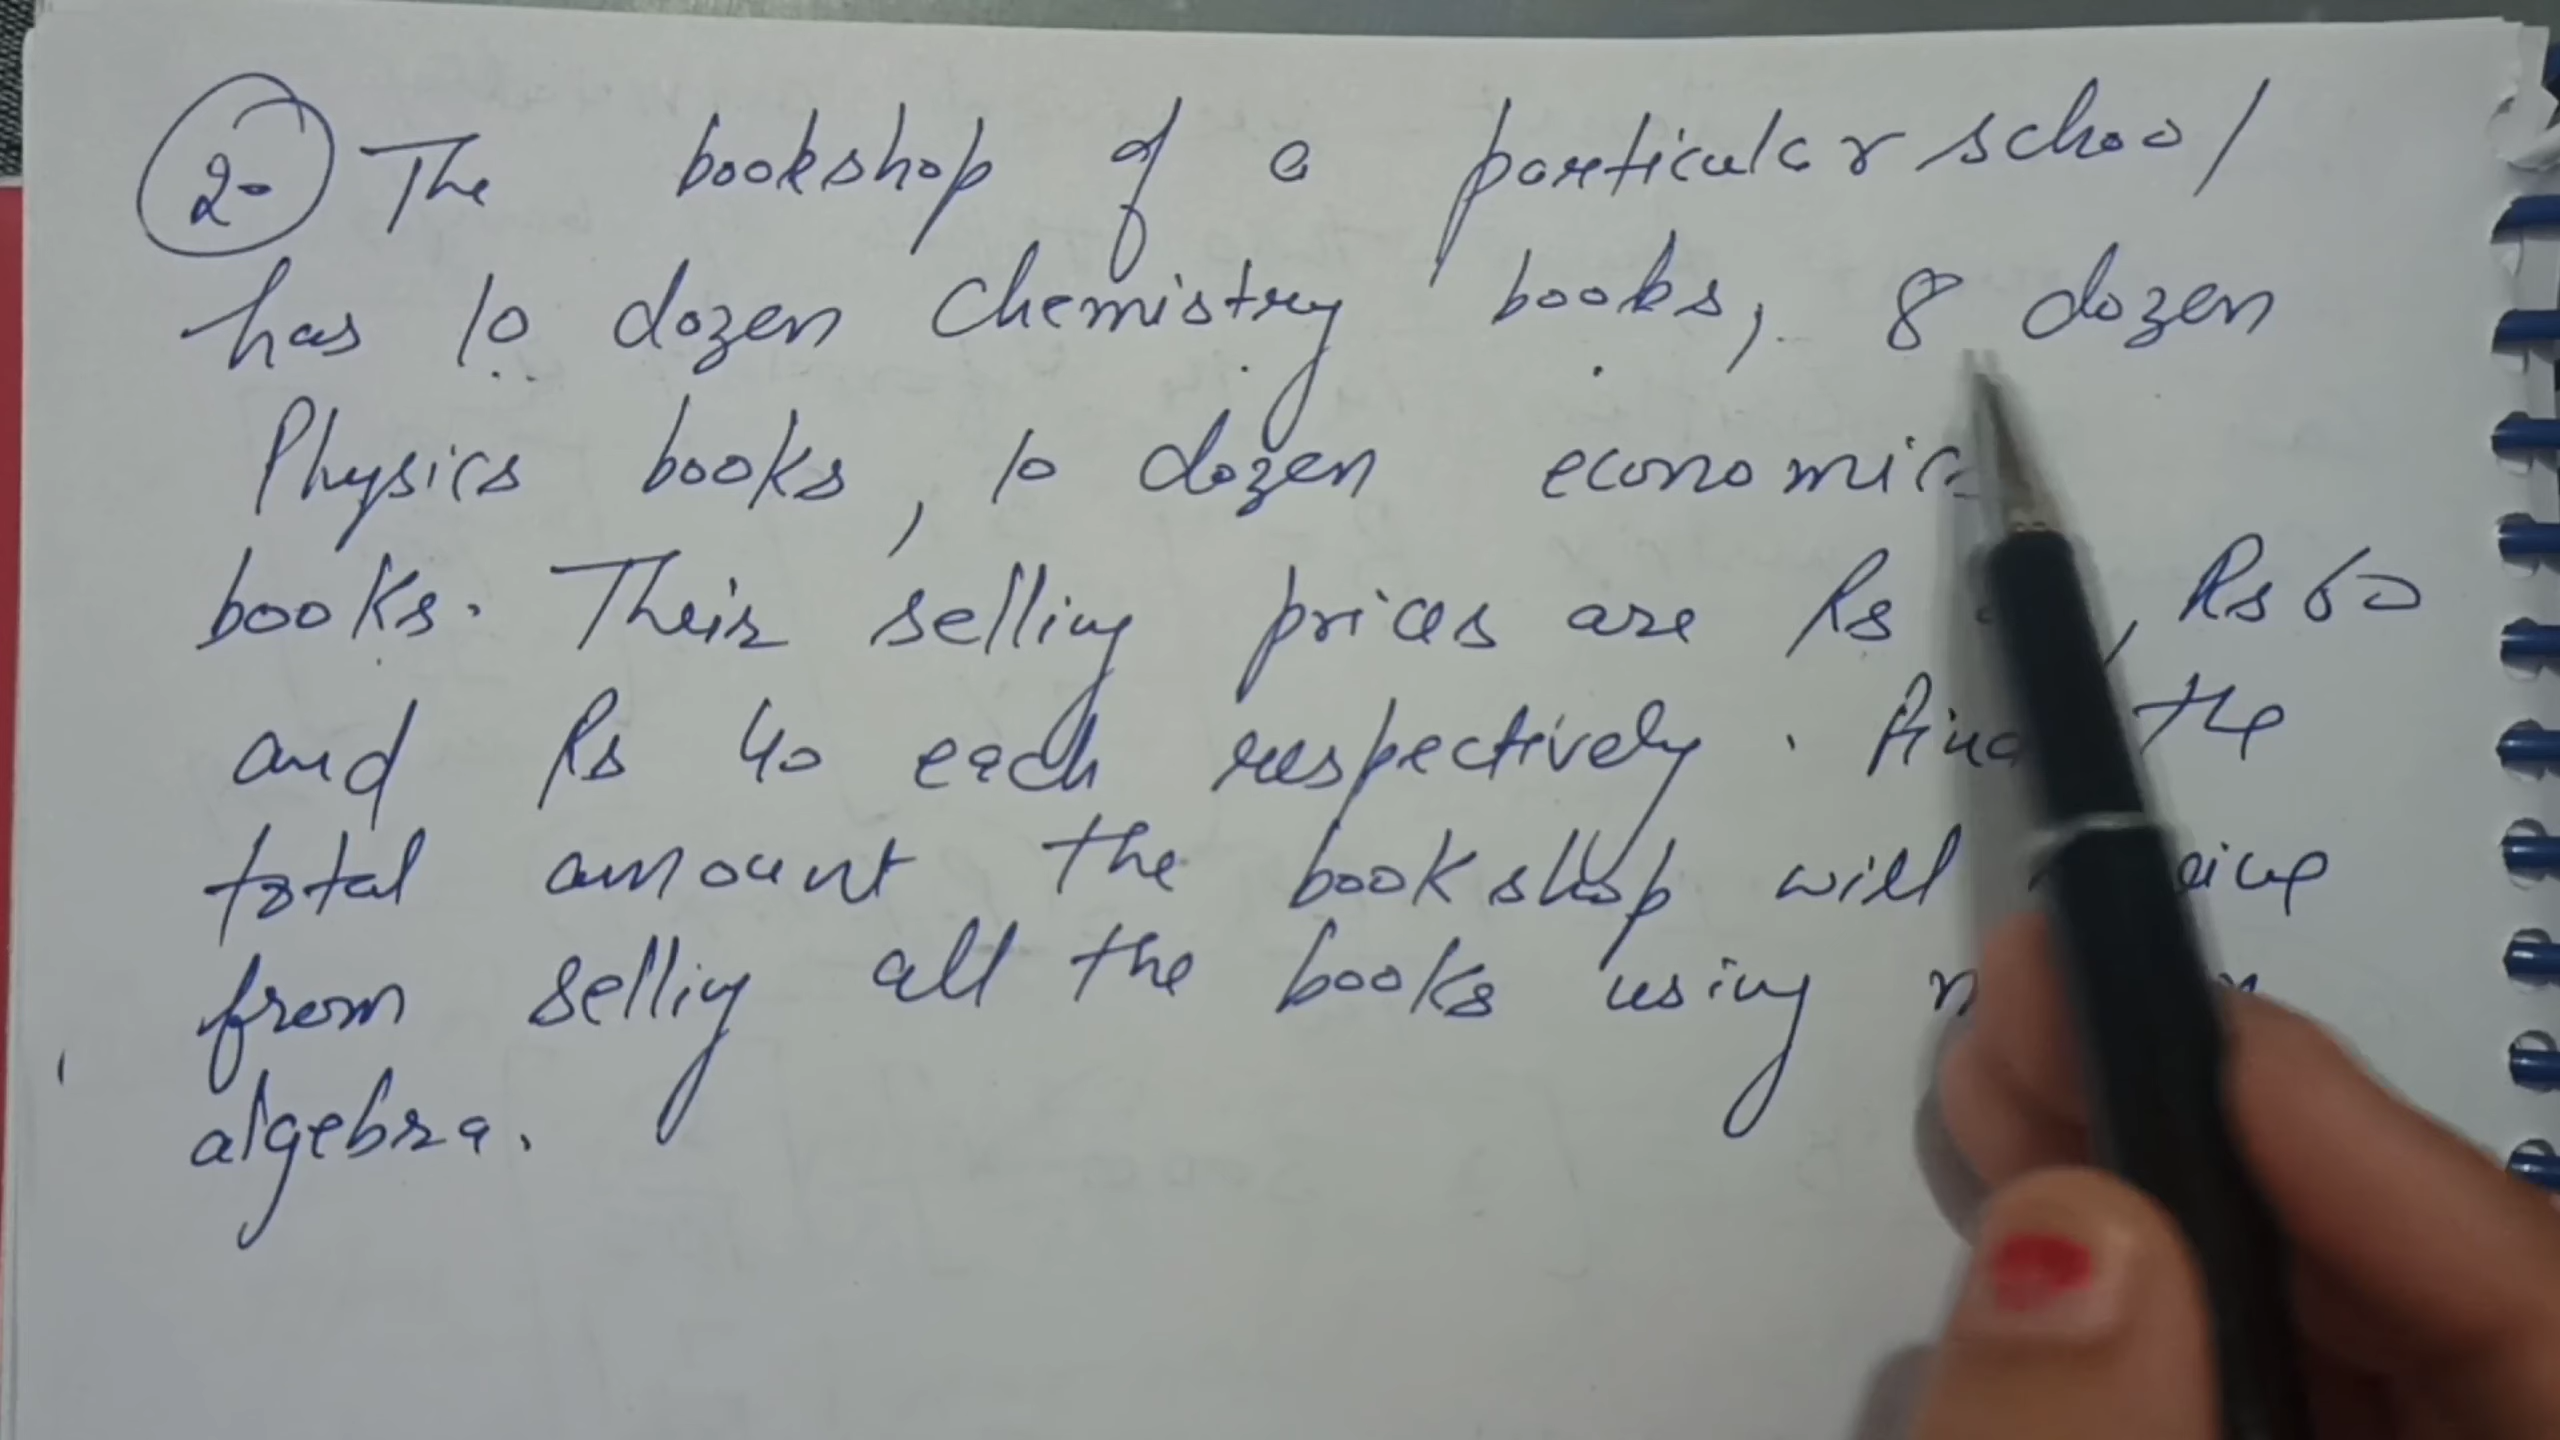 2- The bookshop of a particular school
has 10 dozen Chemistry books, 8 dozen
Physics books, 10 dozen
books. Their selling prices are Rs , Rs 60
and Rs 40 each respectively. the
total amount the bookshop will
from selling all the books using
algebra.